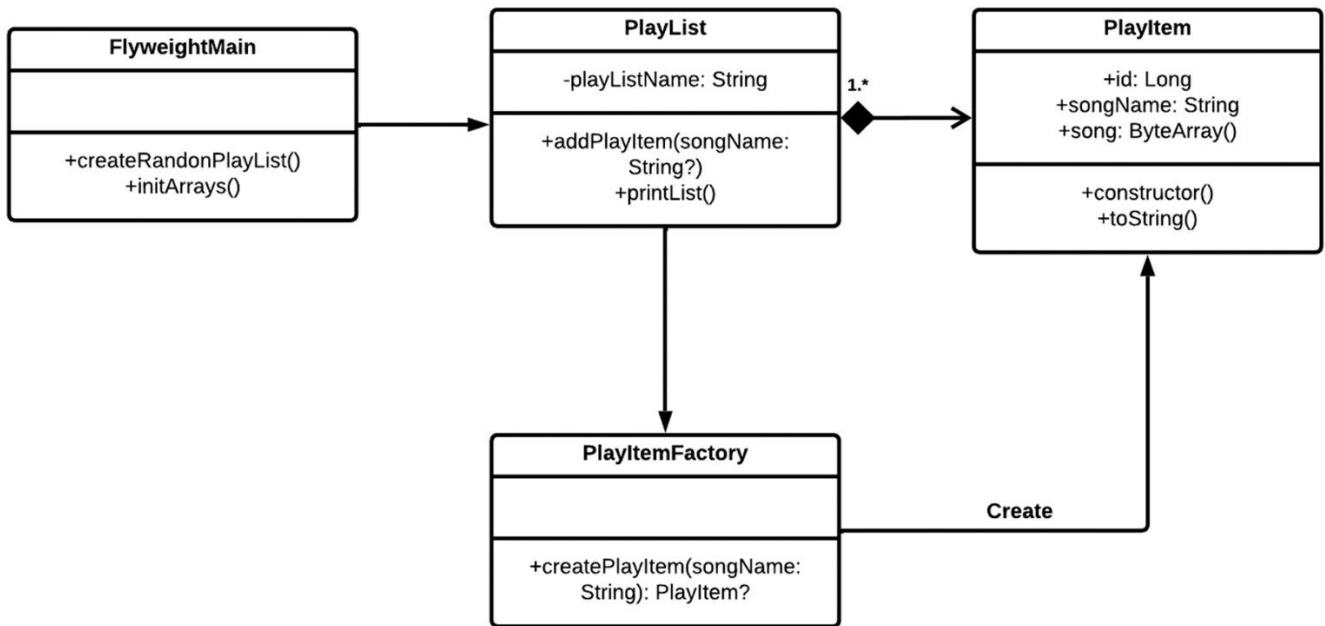 FlyweightMain
+createRandonPlayList()
+initArrays()
PlayList
-playListName: String
+addPlayItem(songName:
String?)
+printList()
1.*
PlayItem
+id: Long
+songName: String
+song: ByteArray()
+constructor()
+toString()
PlayItemFactory
+createPlayItem(songName:
String): PlayItem?
Create